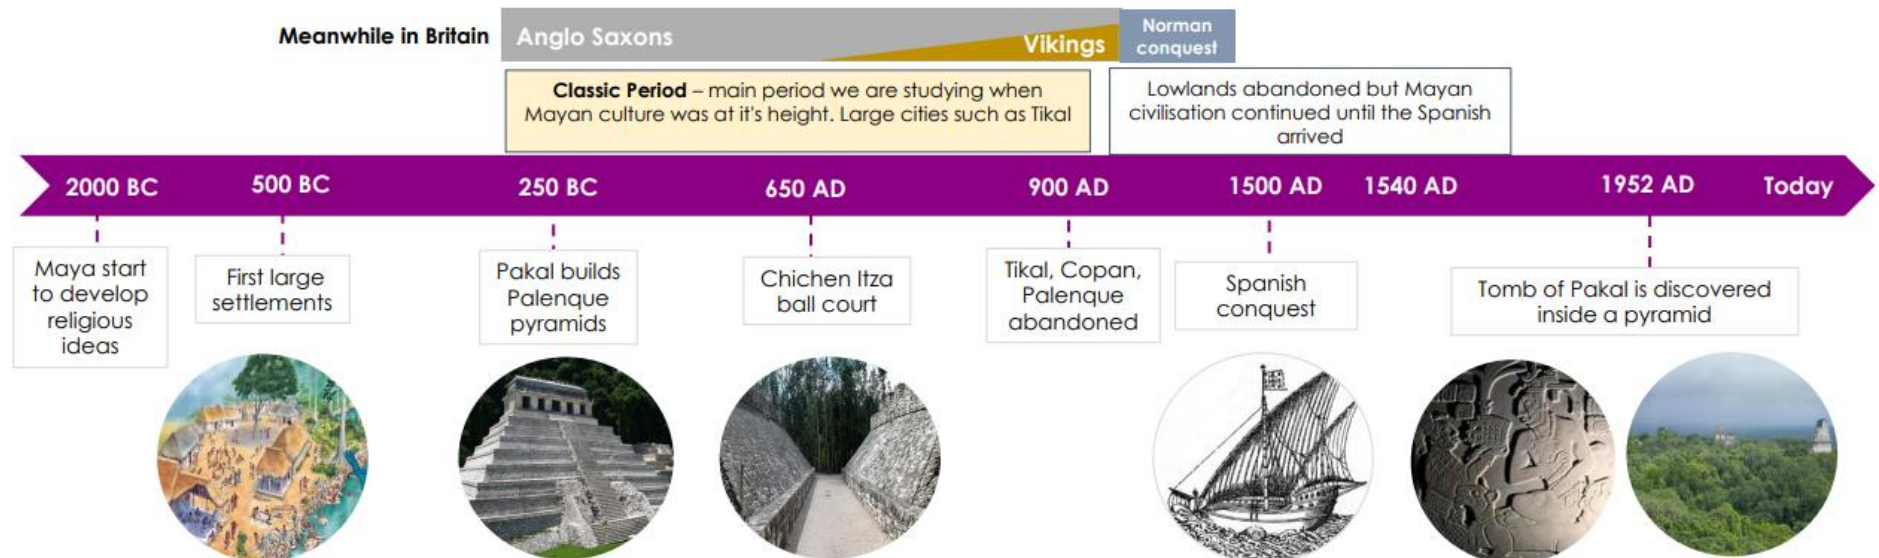 Meanwhile in Britain
Anglo Saxons
Vikings
Norman
conquest
Classic Period – main period we are studying when
Mayan culture was at it's height. Large cities such as Tikal
Lowlands abandoned but Mayan
civilisation continued until the Spanish
arrived
2000 BC
500 BC
250 BC
650 AD
900 AD
1500 AD
1540 AD
1952 AD
Today
Maya start
to develop
religious
ideas
First large
settlements
Pakal builds
Palenque
pyramids
Chichen Itza
ball court
Tikal, Copan,
Palenque
abandoned
Spanish
conquest
Tomb of Pakal is discovered
inside a pyramid